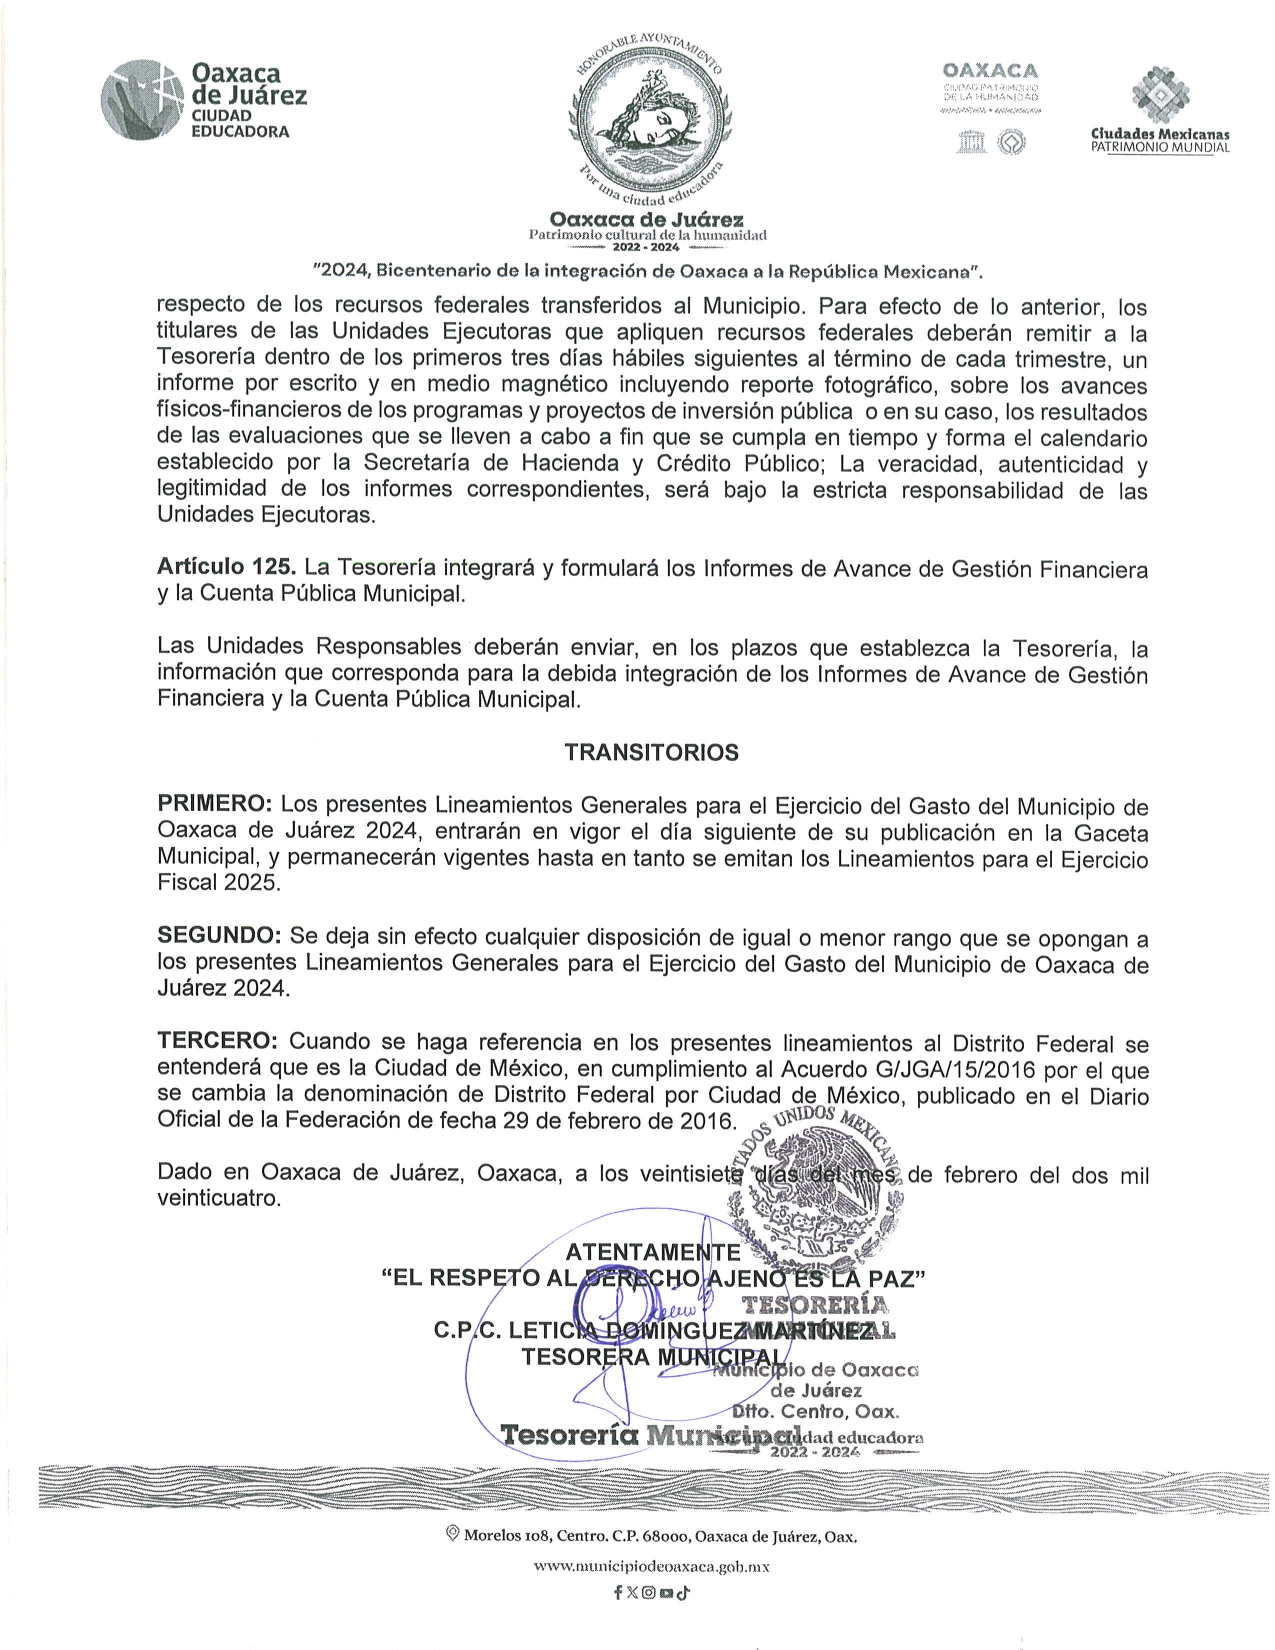 Oaxaca
de Juárez
CIUDAD
EDUCADORA
HONORABLE AYUNTAMIENTO
Por una ciudad educadora
Oaxaca de Juárez
Patrimonio cultural de la humanidad
2022 - 2024
OAXACA
CIUDAD PATRIMONIO
DE LA HUMANIDAD
Ciudades Mexicanas
PATRIMONIO MUNDIAL
"2024, Bicentenario de la integración de Oaxaca a la República Mexicana".
respecto de los recursos federales transferidos al Municipio. Para efecto de lo anterior, los
titulares de las Unidades Ejecutoras que apliquen recursos federales deberán remitir a la
Tesorería dentro de los primeros tres días hábiles siguientes al término de cada trimestre, un
informe por escrito y en medio magnético incluyendo reporte fotográfico, sobre los avances
físicos-financieros de los programas y proyectos de inversión pública o en su caso, los resultados
de las evaluaciones que se lleven a cabo a fin que se cumpla en tiempo y forma el calendario
establecido por la Secretaría de Hacienda y Crédito Público; La veracidad, autenticidad y
legitimidad de los informes correspondientes, será bajo la estricta responsabilidad de las
Unidades Ejecutoras.
Artículo 125. La Tesorería integrará y formulará los Informes de Avance de Gestión Financiera
y la Cuenta Pública Municipal.
Las Unidades Responsables deberán enviar, en los plazos que establezca la Tesorería, la
información que corresponda para la debida integración de los Informes de Avance de Gestión
Financiera y la Cuenta Pública Municipal.
TRANSITORIOS
PRIMERO: Los presentes Lineamientos Generales para el Ejercicio del Gasto del Municipio de
Oaxaca de Juárez 2024, entrarán en vigor el día siguiente de su publicación en la Gaceta
Municipal, y permanecerán vigentes hasta en tanto se emitan los Lineamientos para el Ejercicio
Fiscal 2025.
SEGUNDO: Se deja sin efecto cualquier disposición de igual o menor rango que se opongan a
los presentes Lineamientos Generales para el Ejercicio del Gasto del Municipio de Oaxaca de
Juárez 2024.
TERCERO: Cuando se haga referencia en los presentes lineamientos al Distrito Federal se
entenderá que es la Ciudad de México, en cumplimiento al Acuerdo G/JGA/15/2016 por el que
se cambia la denominación de Distrito Federal por Ciudad de México, publicado en el Diario
Oficial de la Federación de fecha 29 de febrero de 2016.
ESTADOS UNIDOS MEXICANOS
Dado en Oaxaca de Juárez, Oaxaca, a los veintisiete días del mes de febrero del dos mil
veinticuatro.
ATENTAMENTE
“EL RESPETO AL DERECHO AJENO ES LA PAZ”
TESORERÍA
MUNICIPAL
C.P.C. LETICIA DOMÍNGUEZ MARTÍNEZ
TESORERA MUNICIPAL
Municipio de Oaxaca
de Juárez
Dtto. Centro, Oax.
Tesorería Municipal
ciudad educadora
2022 - 2024
Morelos 108, Centro. C.P. 68000, Oaxaca de Juárez, Oax.
www.municipiodeoaxaca.gob.mx